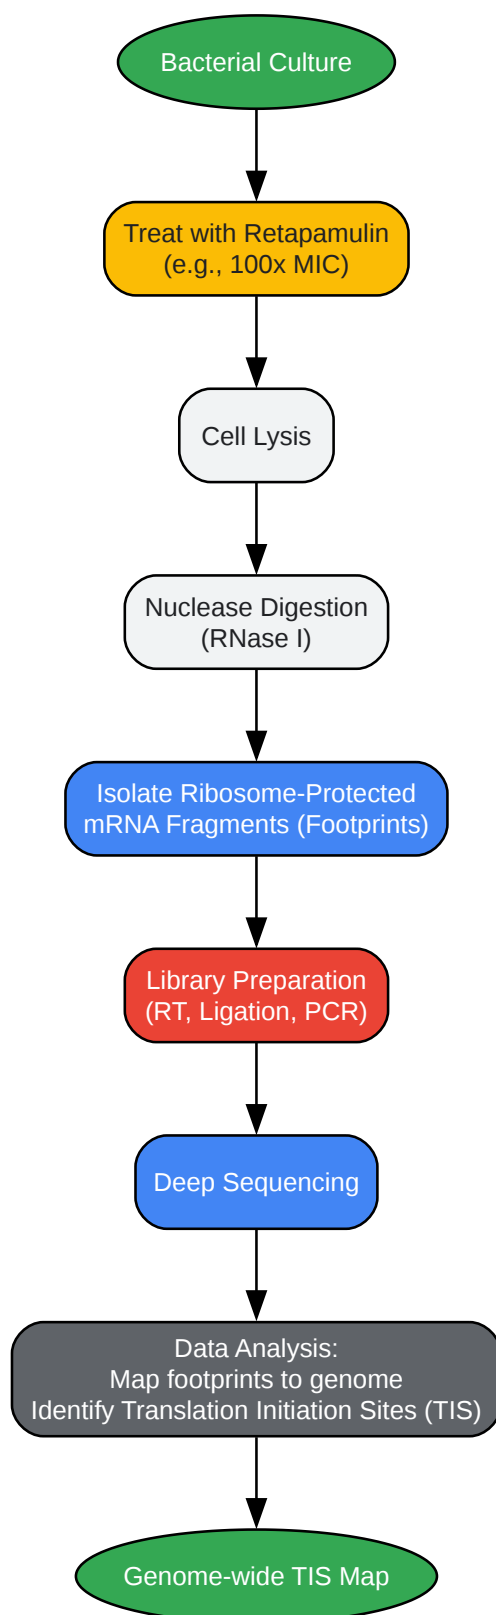 Bacterial Culture
Treat with Retapamulin
(e.g., 100x MIC)
Cell Lysis
Nuclease Digestion
(RNase I)
Isolate Ribosome-Protected
mRNA Fragments (Footprints)
Library Preparation
(RT, Ligation, PCR)
Deep Sequencing
Data Analysis:
Map footprints to genome
Identify Translation Initiation Sites (TIS)
Genome-wide TIS Map